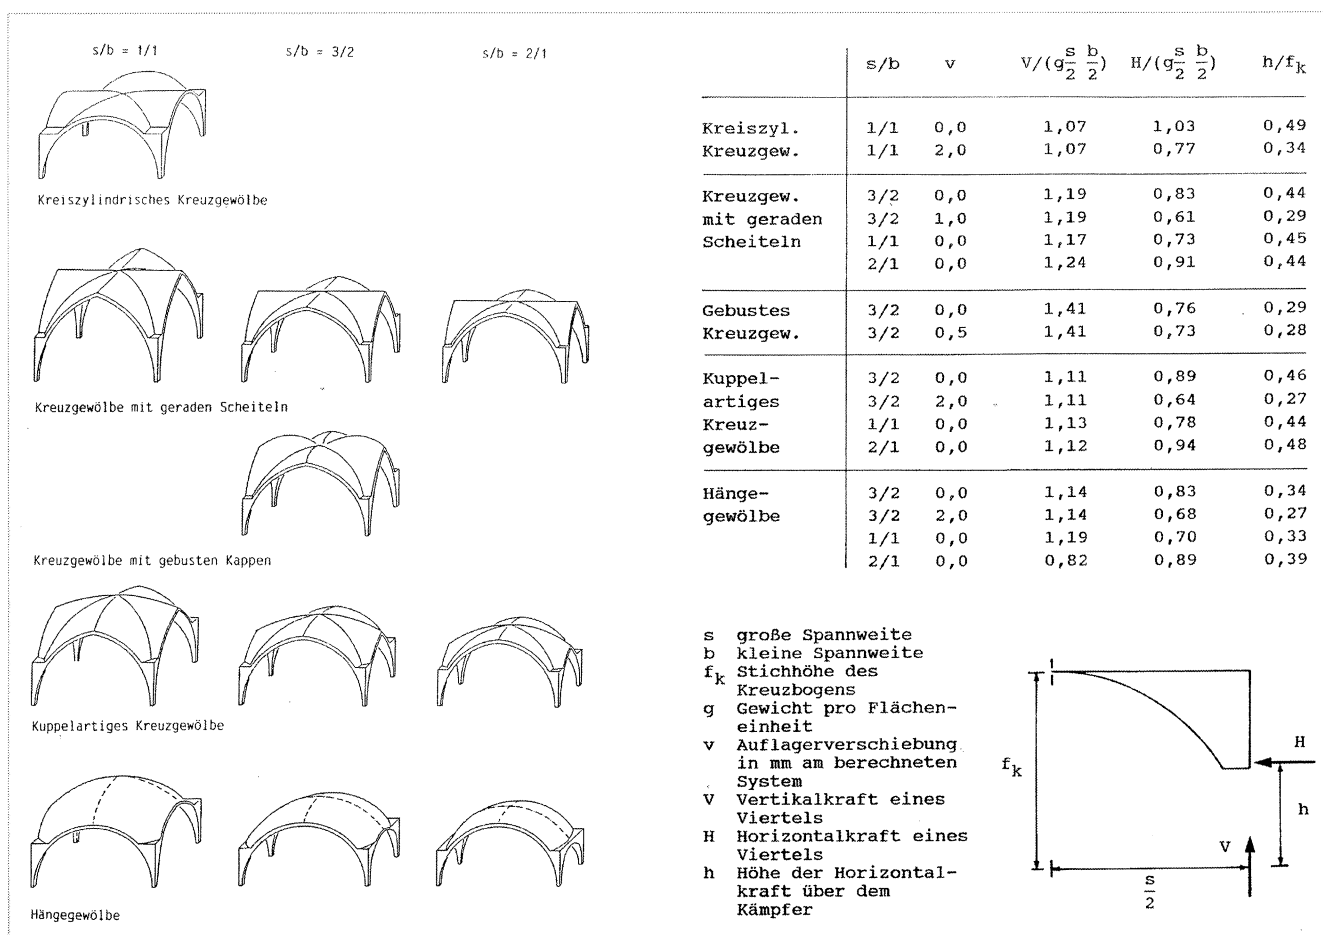 s/b = 1/1 s/b = 3/2 s/b = 2/1
Kreiszylindrisches Kreuzgewölbe
Kreuzgewölbe mit geraden Scheiteln
Kreuzgewölbe mit gebusten Kappen
Kuppelartiges Kreuzgewölbe
Hängegewölbe
s/b v V/(g s/2 b/2) H/(g s/2 b/2) h/fk
Kreiszyl. 1/1 0,0 1,07 1,03 0,49
Kreuzgew. 1/1 2,0 1,07 0,77 0,34
Kreuzgew. 3/2 0,0 1,19 0,83 0,44
mit geraden 3/2 1,0 1,19 0,61 0,29
Scheiteln 1/1 0,0 1,17 0,73 0,45
2/1 0,0 1,24 0,91 0,44
Gebustes 3/2 0,0 1,41 0,76 0,29
Kreuzgew. 3/2 0,5 1,41 0,73 0,28
Kuppel- 3/2 0,0 1,11 0,89 0,46
artiges 3/2 2,0 1,11 0,64 0,27
Kreuz- 1/1 0,0 1,13 0,78 0,44
gewölbe 2/1 0,0 1,12 0,94 0,48
Hänge- 3/2 0,0 1,14 0,83 0,34
gewölbe 3/2 2,0 1,14 0,68 0,27
1/1 0,0 1,19 0,70 0,33
2/1 0,0 0,82 0,89 0,39
s große Spannweite
b kleine Spannweite
fk Stichhöhe des
Kreuzbogens
g Gewicht pro Flächen-
einheit
v Auflagerverschiebung
in mm am berechneten
System
V Vertikalkraft eines
Viertels
H Horizontalkraft eines
Viertels
h Höhe der Horizontal-
kraft über dem
Kämpfer
H
fk
h
V
s/2